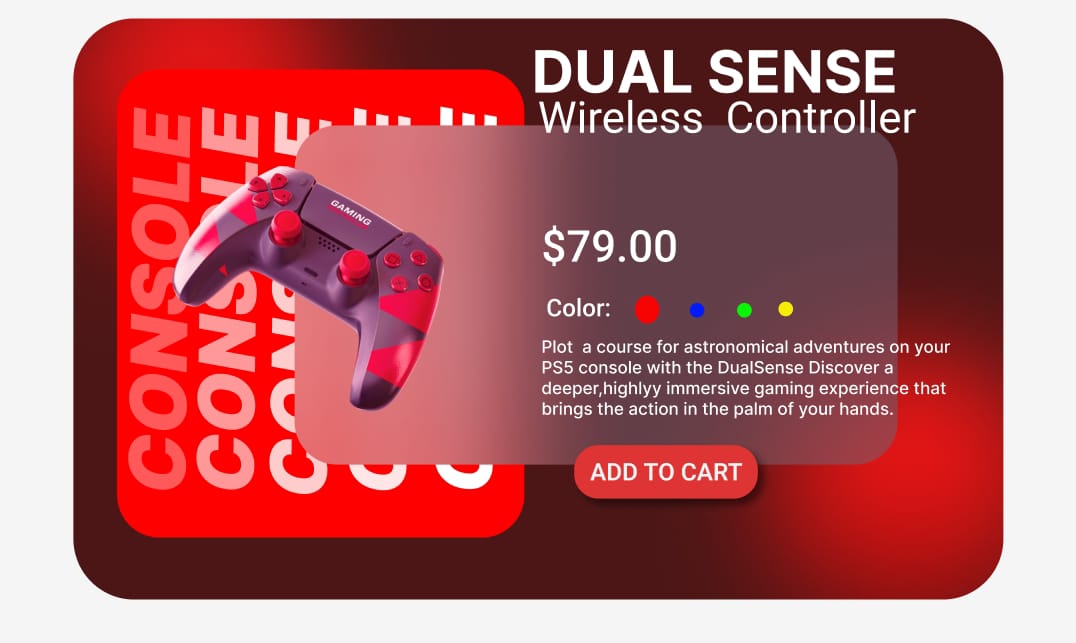 DUAL SENSE
Wireless  Controller
CONSOLE
CONSOLE
CONSOLE
GAMING
$79.00
Color:
Plot  a course for astronomical adventures on your
PS5 console with the DualSense Discover a
deeper,highlyy immersive gaming experience that
brings the action in the palm of your hands.
ADD TO CART